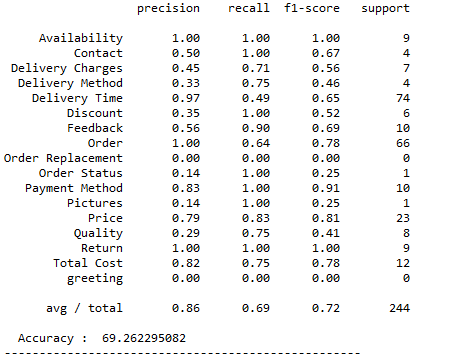 precision recall f1-score support
Availability 1.00 1.00 1.00 9
Contact 0.50 1.00 0.67 4
Delivery Charges 0.45 0.71 0.56 7
Delivery Method 0.33 0.75 0.46 4
Delivery Time 0.97 0.49 0.65 74
Discount 0.35 1.00 0.52 6
Feedback 0.56 0.90 0.69 10
Order 1.00 0.64 0.78 66
Order Replacement 0.00 0.00 0.00 0
Order Status 0.14 1.00 0.25 1
Payment Method 0.83 1.00 0.91 10
Pictures 0.14 1.00 0.25 1
Price 0.79 0.83 0.81 23
Quality 0.29 0.75 0.41 8
Return 1.00 1.00 1.00 9
Total Cost 0.82 0.75 0.78 12
greeting 0.00 0.00 0.00 0
avg / total 0.86 0.69 0.72 244
Accuracy : 69.262295082
---------------------------------------------------